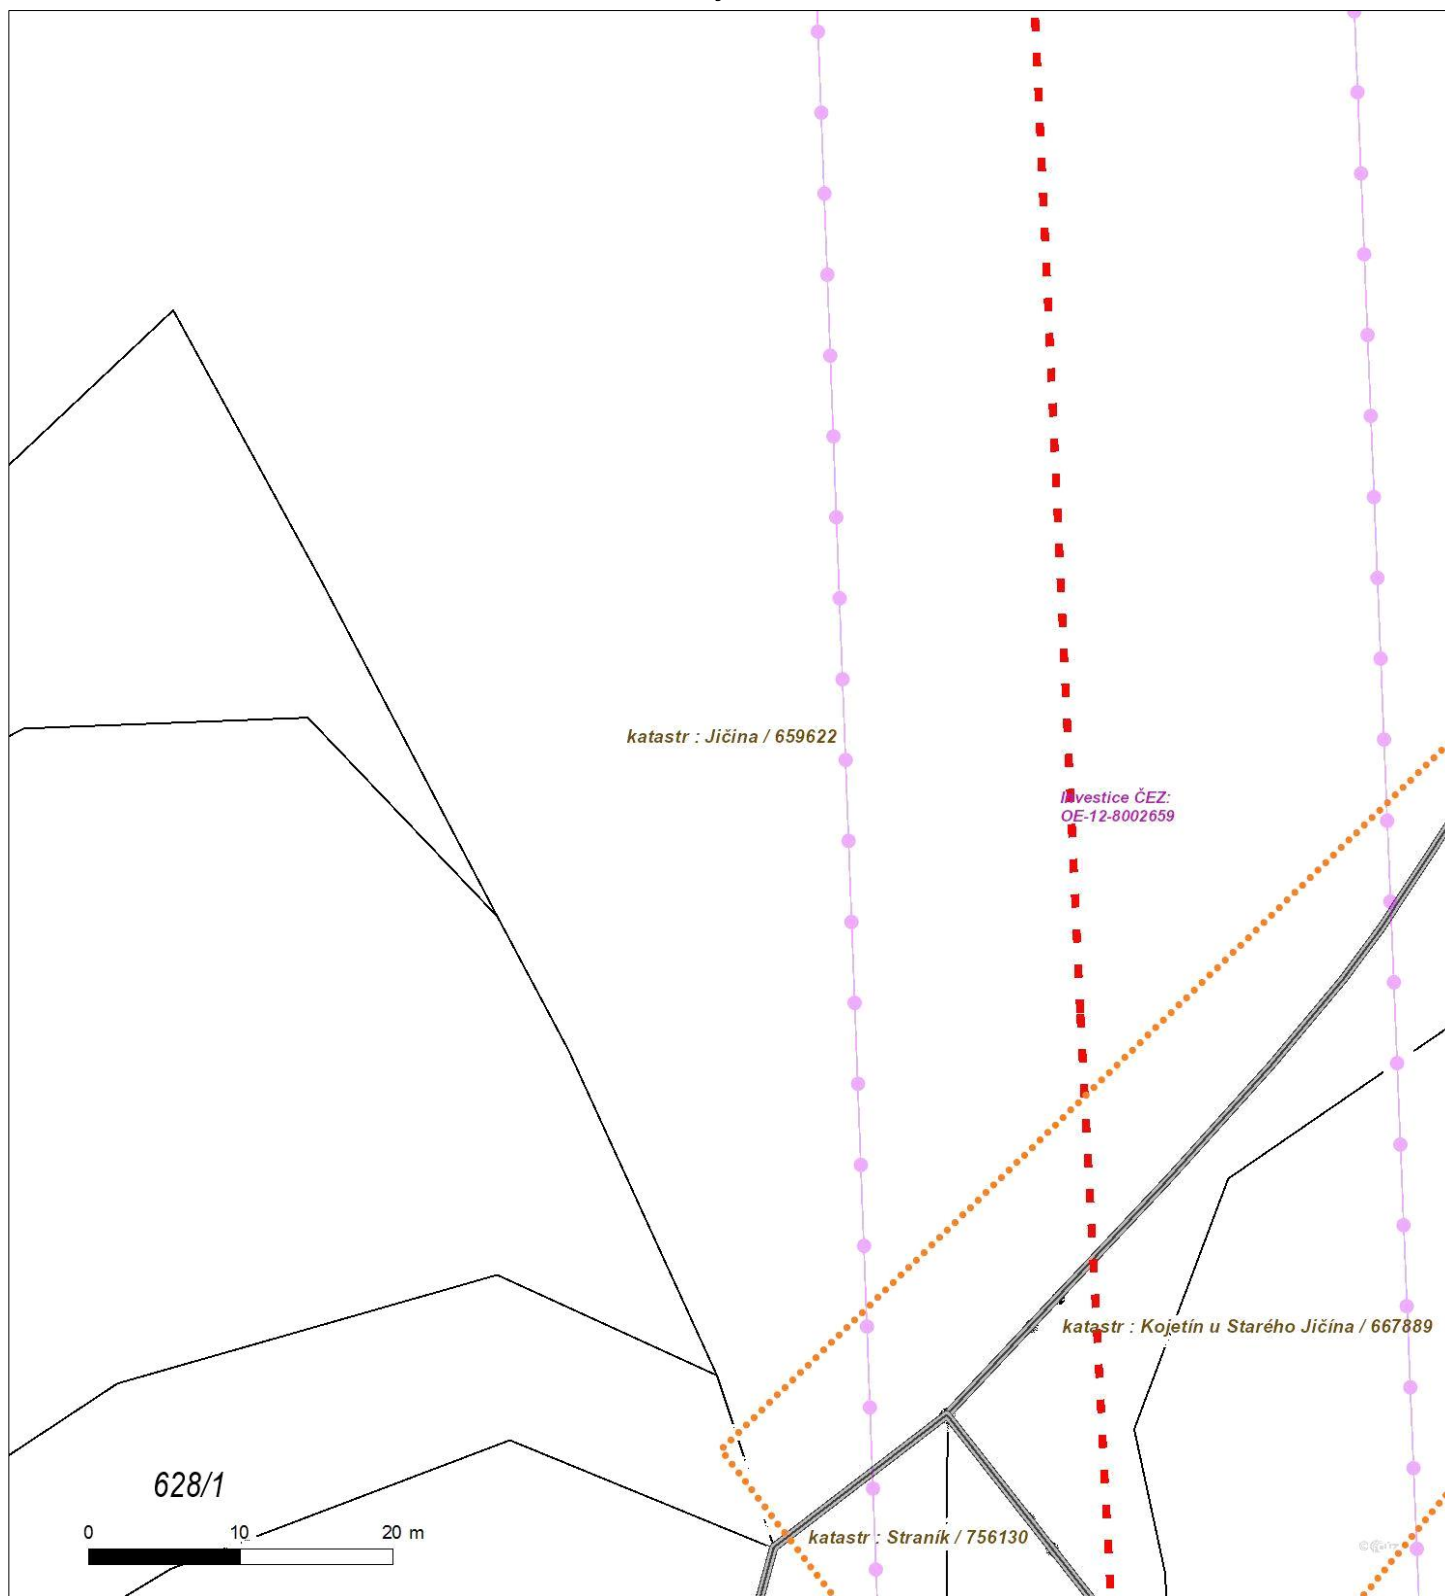 katastr : Jičina / 659622
Investice ČEZ:
OE-12-8002659
katastr : Kojetín u Starého Jičína / 667889
628/1
0 10 20 m
katastr : Straník / 756130